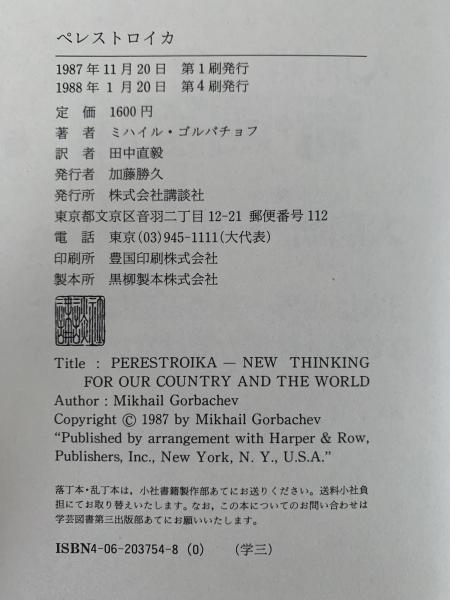 ペレストロイカ
1987年11月20日　第1刷発行
1988年 1月20日　第4刷発行
定　価　1600円
著　者　ミハイル・ゴルバチョフ
訳　者　田中直毅
発行者　加藤勝久
発行所　株式会社講談社
東京都文京区音羽二丁目12-21 郵便番号112
電　話　東京(03)945-1111(大代表)
印刷所　豊国印刷株式会社
製本所　黒柳製本株式会社
Title : PERESTROIKA — NEW THINKING
FOR OUR COUNTRY AND THE WORLD
Author : Mikhail Gorbachev
Copyright © 1987 by Mikhail Gorbachev
“Published by arrangement with Harper & Row,
Publishers, Inc., New York, N. Y., U.S.A.”
落丁本・乱丁本は，小社書籍製作部あてにお送りください。送料小社負
担にてお取り替えいたします。なお，この本についてのお問い合わせは
学芸図書第三出版部あてにお願いいたします。
ISBN4-06-203754-8 (0)　(学三)